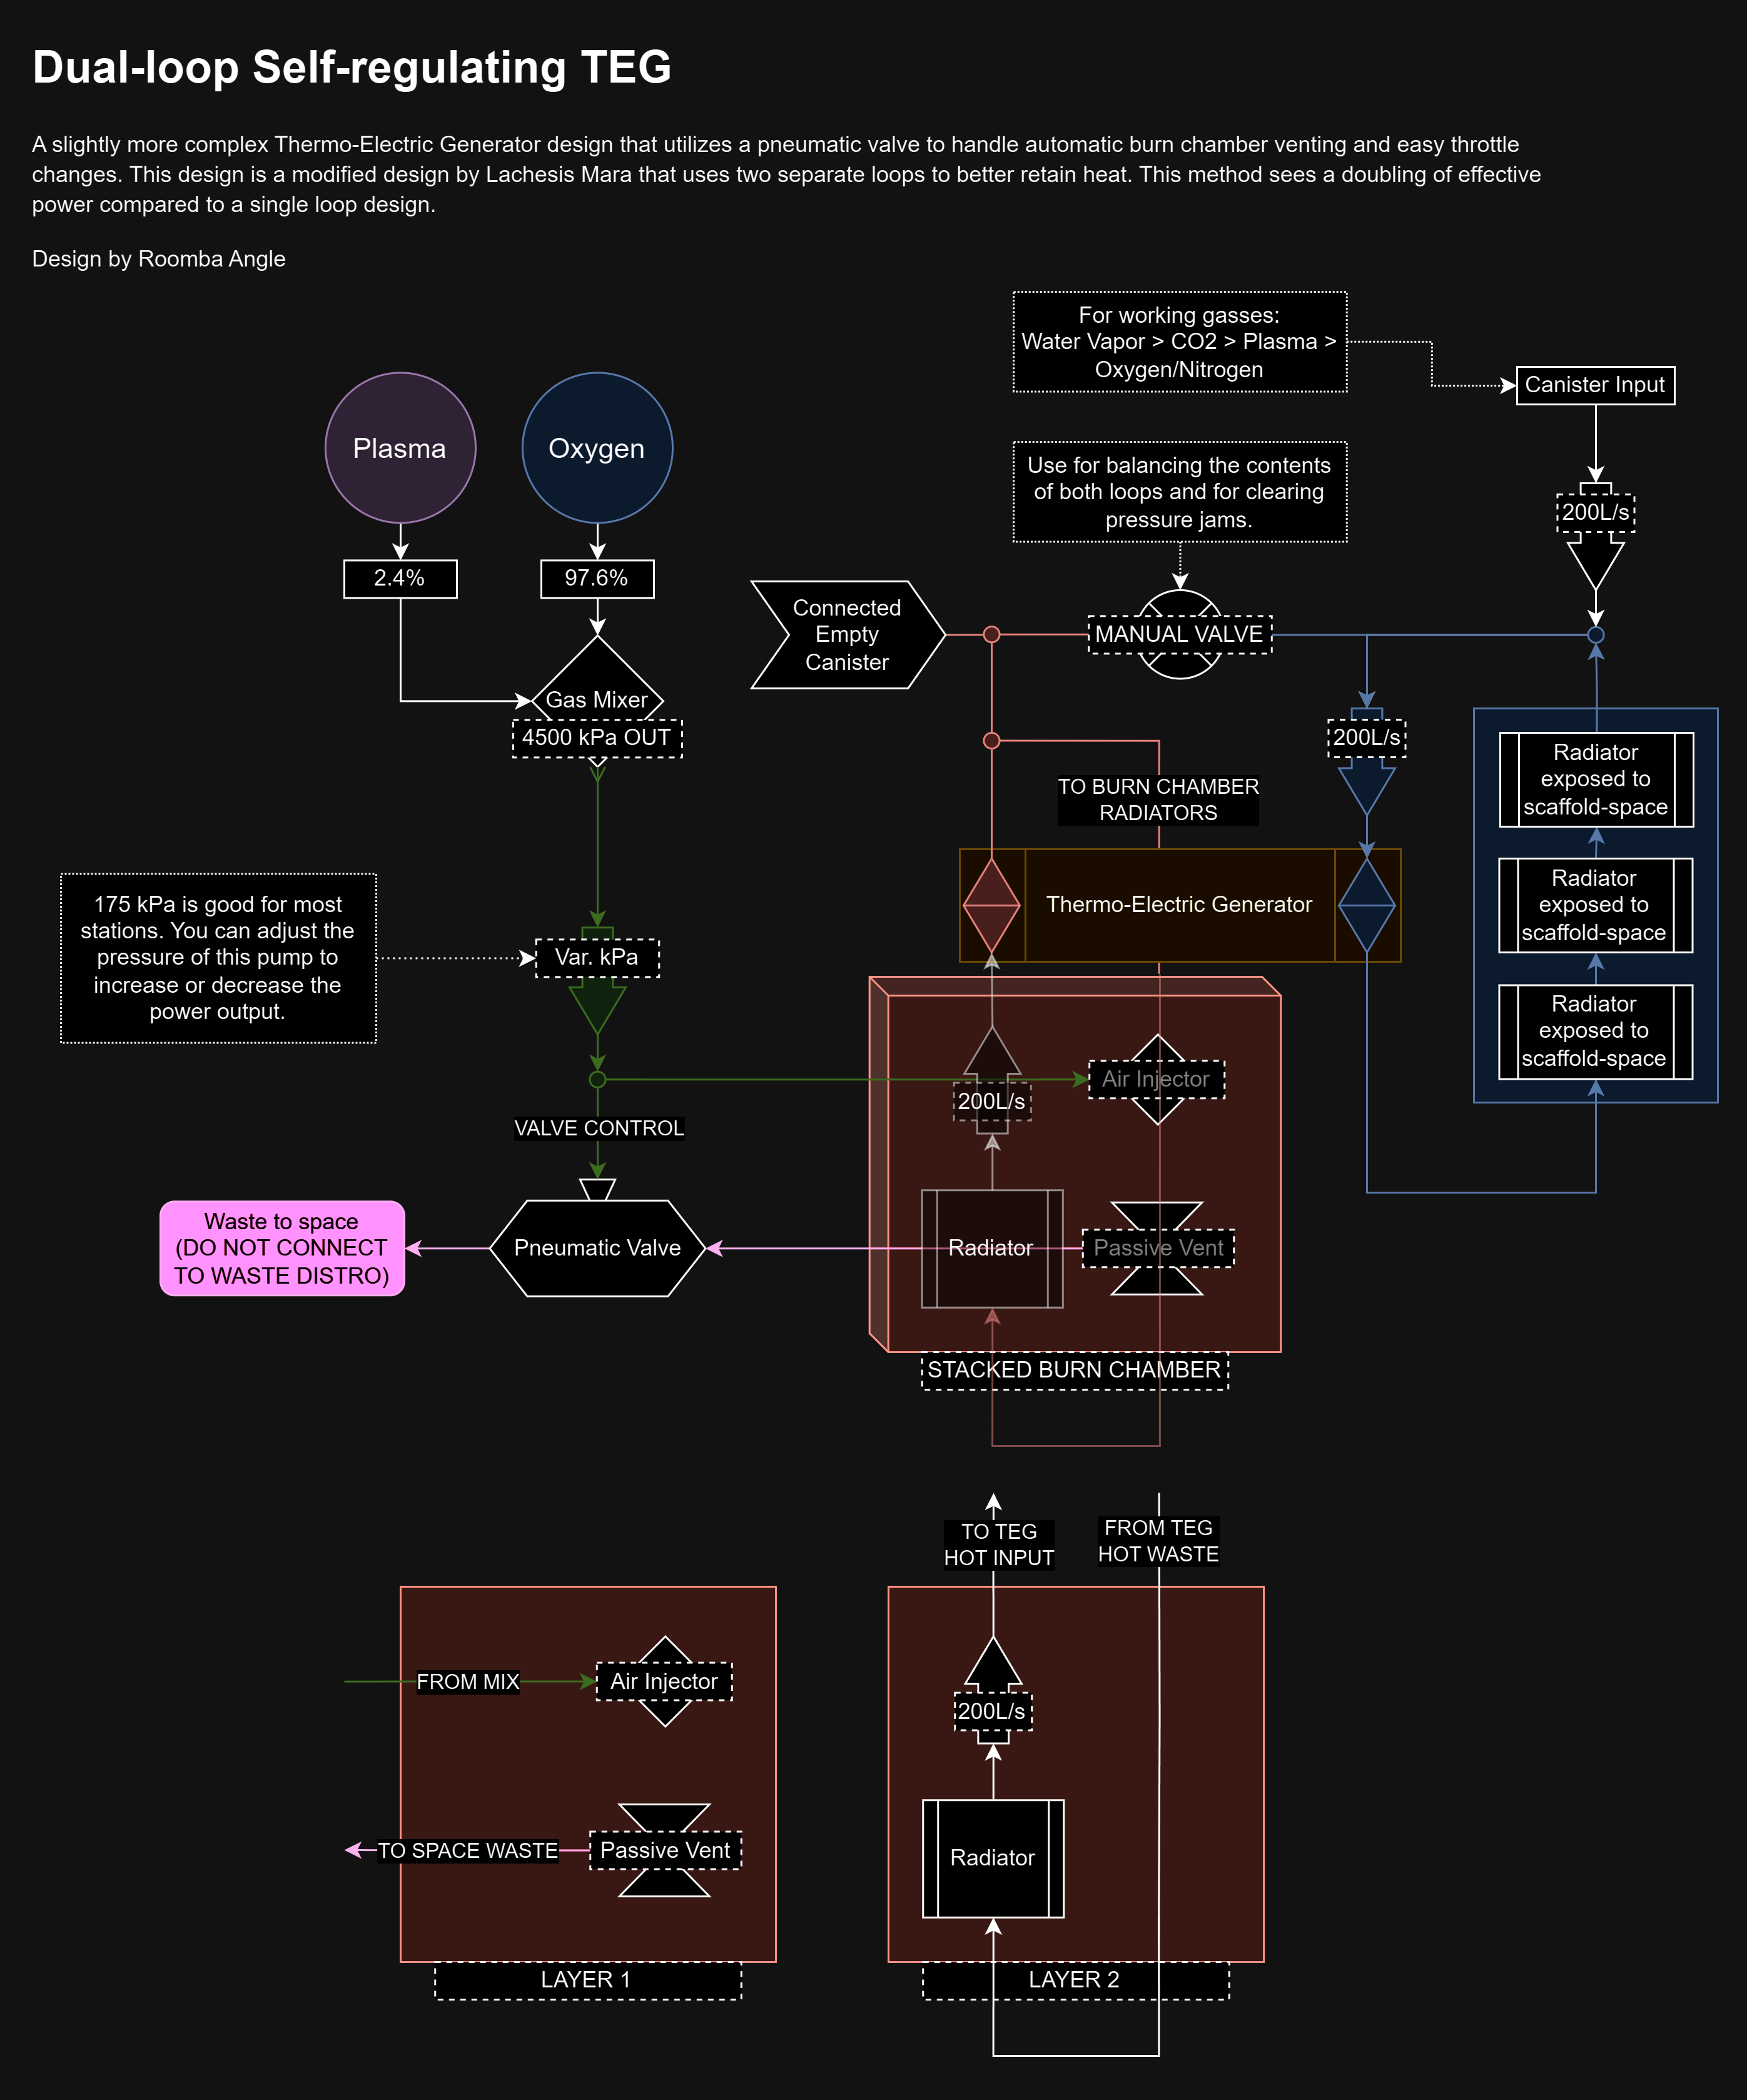 Dual-loop Self-regulating TEG
A slightly more complex Thermo-Electric Generator design that utilizes a pneumatic valve to handle automatic burn chamber venting and easy throttle
changes. This design is a modified design by Lachesis Mara that uses two separate loops to better retain heat. This method sees a doubling of effective
power compared to a single loop design.
Design by Roomba Angle
For working gasses:
Water Vapor > CO2 > Plasma >
Oxygen/Nitrogen
Canister Input
Plasma
Oxygen
Use for balancing the contents
of both loops and for clearing
pressure jams.
200L/s
2.4%
97.6%
Connected
Empty
Canister
MANUAL VALVE
Gas Mixer
4500 kPa OUT
200L/s
Radiator
exposed to
scaffold-space
TO BURN CHAMBER
RADIATORS
Thermo-Electric Generator
Radiator
exposed to
scaffold-space
175 kPa is good for most
stations. You can adjust the
pressure of this pump to
increase or decrease the
power output.
Var. kPa
Radiator
exposed to
scaffold-space
200L/s
Air Injector
VALVE CONTROL
Waste to space
(DO NOT CONNECT
TO WASTE DISTRO)
Pneumatic Valve
Radiator
Passive Vent
STACKED BURN CHAMBER
TO TEG
HOT INPUT
FROM TEG
HOT WASTE
FROM MIX
Air Injector
200L/s
TO SPACE WASTE
Passive Vent
Radiator
LAYER 1
LAYER 2